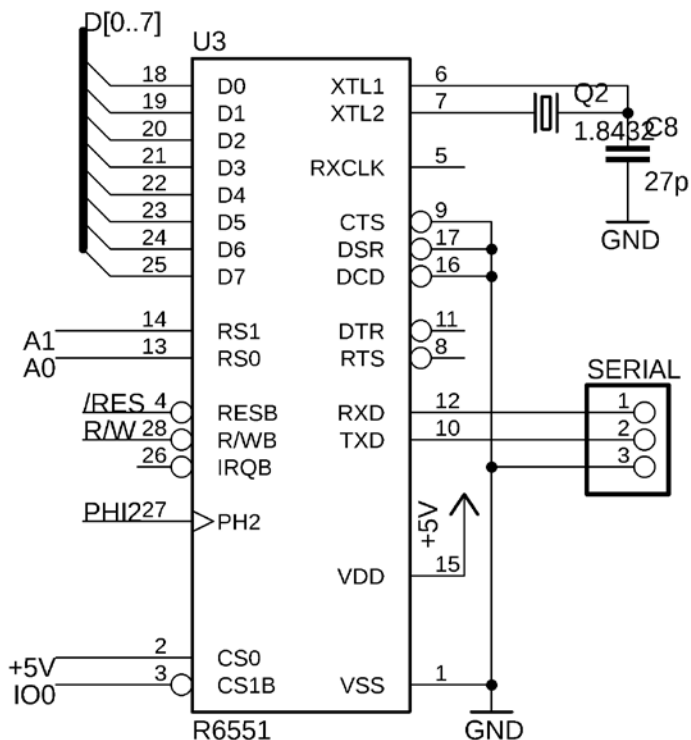 D[0..7]
U3
18 D0 XTL1 6
19 D1 XTL2 7 Q2
20 D2 1.8432 C8
21 D3 RXCLK 5
22 D4 27p
23 D5 CTS 9
24 D6 DSR 17 GND
25 D7 DCD 16
A1 14 RS1 DTR 11
A0 13 RS0 RTS 8
SERIAL
/RES 4 RESB RXD 12 1
R/W 28 R/WB TXD 10 2
26 IRQB 3
PHI2 27 PH2 +5V
VDD 15
+5V 2 CS0
IO0 3 CS1B VSS 1
R6551 GND